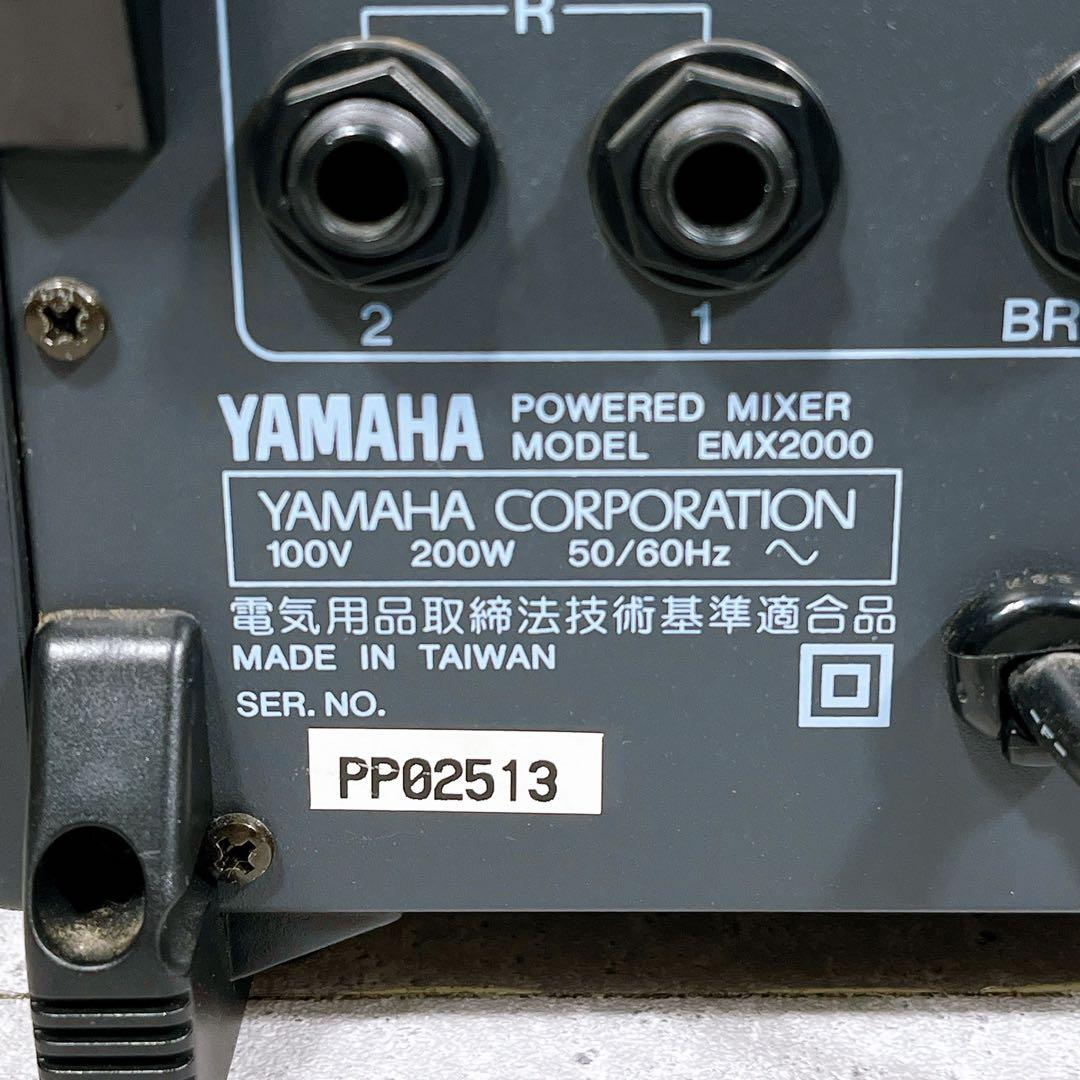 R
2 1
BR
YAMAHA POWERED MIXER
MODEL EMX2000
YAMAHA CORPORATION
100V 200W 50/60Hz ~
電気用品取締法技術基準適合品
MADE IN TAIWAN
SER. NO.
PP02513